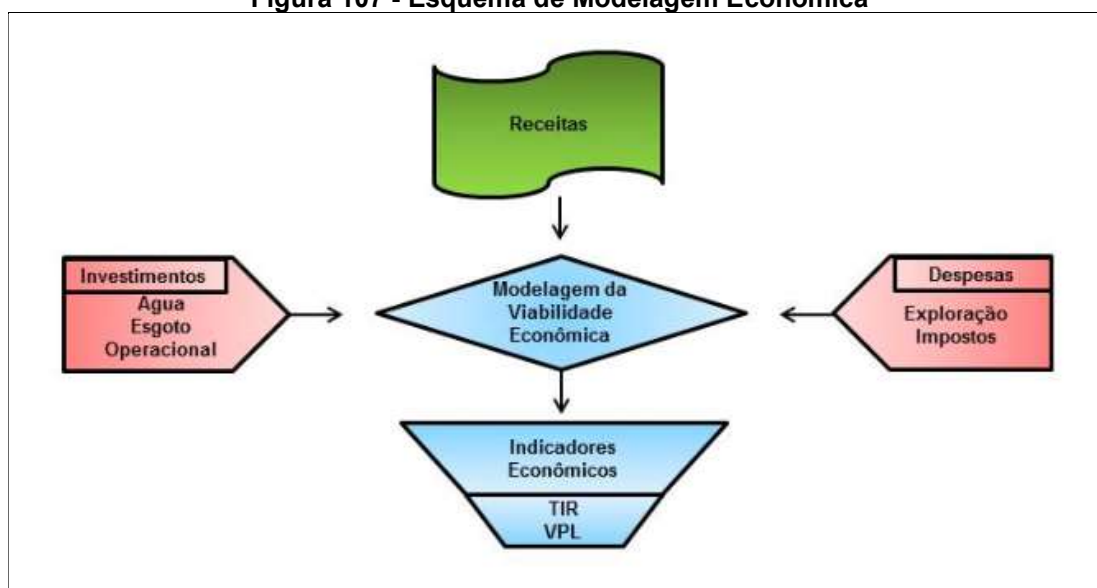 Figura 107 - Esquema de Modelagem Econômica
Receitas
Investimentos
Agua
Esgoto
Operacional
Modelagem da
Viabilidade
Econômica
Despesas
Exploração
Impostos
Indicadores
Econômicos
TIR
VPL